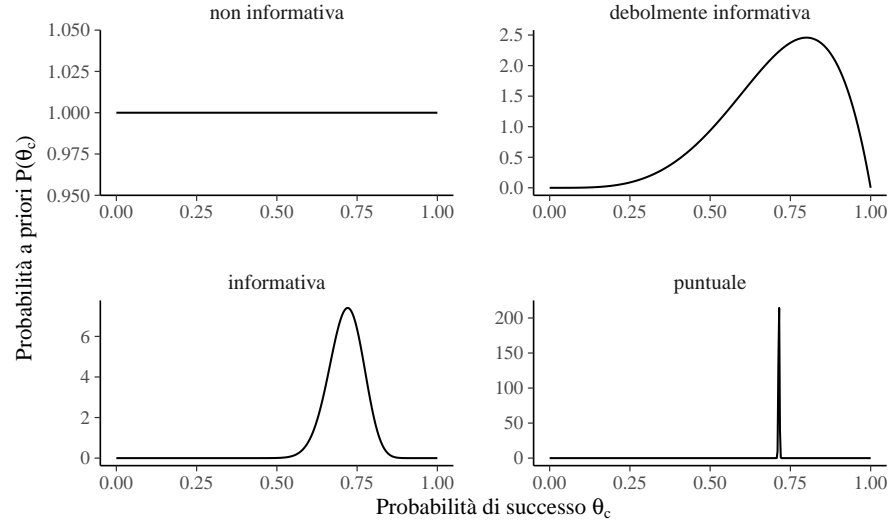 non informativa
debolmente informativa
1.050
1.025
1.000
0.975
0.950
0.00 0.25 0.50 0.75 1.00
2.5
2.0
1.5
1.0
0.5
0.0
0.00 0.25 0.50 0.75 1.00
Probabilità a priori P(θc)
informativa
puntuale
6
4
2
0
0.00 0.25 0.50 0.75 1.00
200
150
100
50
0
0.00 0.25 0.50 0.75 1.00
Probabilità di successo θc